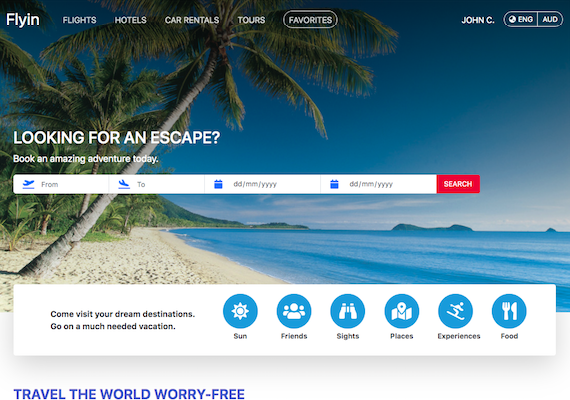 Flyin FLIGHTS HOTELS CAR RENTALS TOURS FAVORITES JOHN C. ENG AUD
LOOKING FOR AN ESCAPE?
Book an amazing adventure today.
From To dd/mm/yyyy dd/mm/yyyy SEARCH
Come visit your dream destinations.
Go on a much needed vacation.
Sun Friends Sights Places Experiences Food
TRAVEL THE WORLD WORRY-FREE